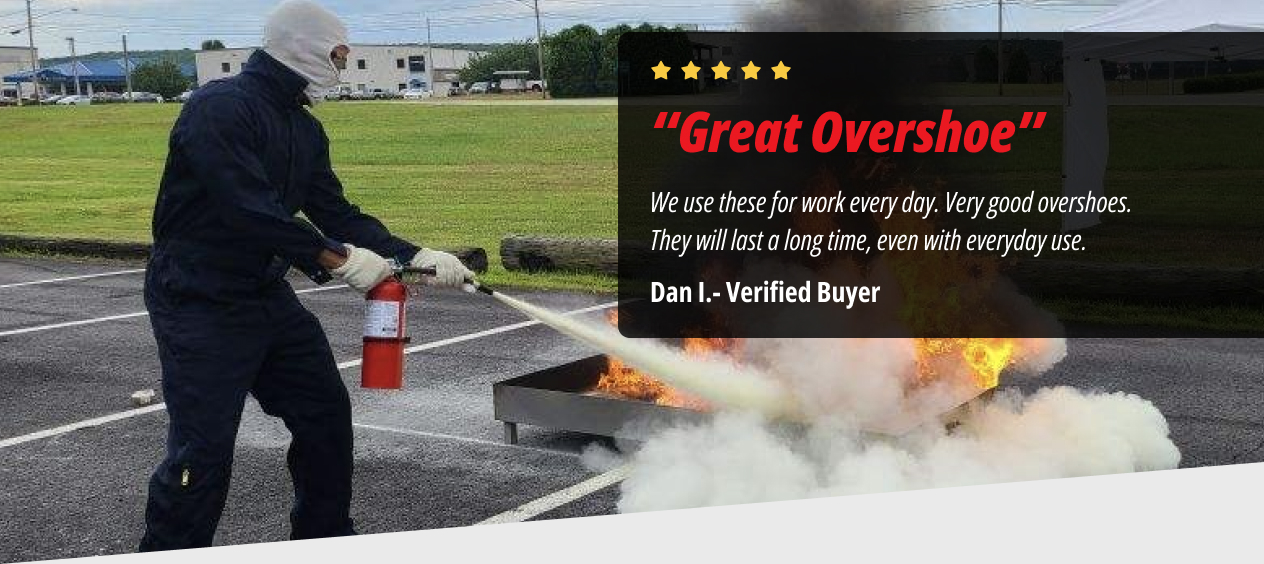 “Great Overshoe”
We use these for work every day. Very good overshoes.
They will last a long time, even with everyday use.
Dan I.- Verified Buyer